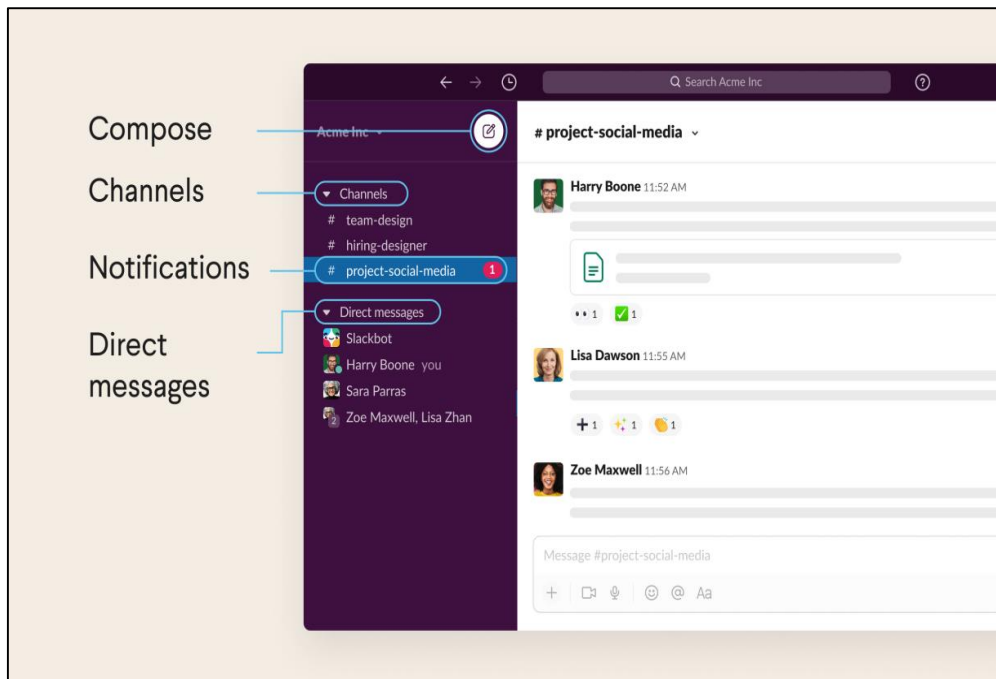 Compose
Channels
Notifications
Direct
messages
Search Acme Inc
Acme Inc
Channels
# team-design
# hiring-designer
# project-social-media 1
Direct messages
Slackbot
Harry Boone you
Sara Parras
2 Zoe Maxwell, Lisa Zhan
# project-social-media
Harry Boone 11:52 AM
1 1
Lisa Dawson 11:55 AM
1 1 1
Zoe Maxwell 11:56 AM
Message #project-social-media
@ Aa